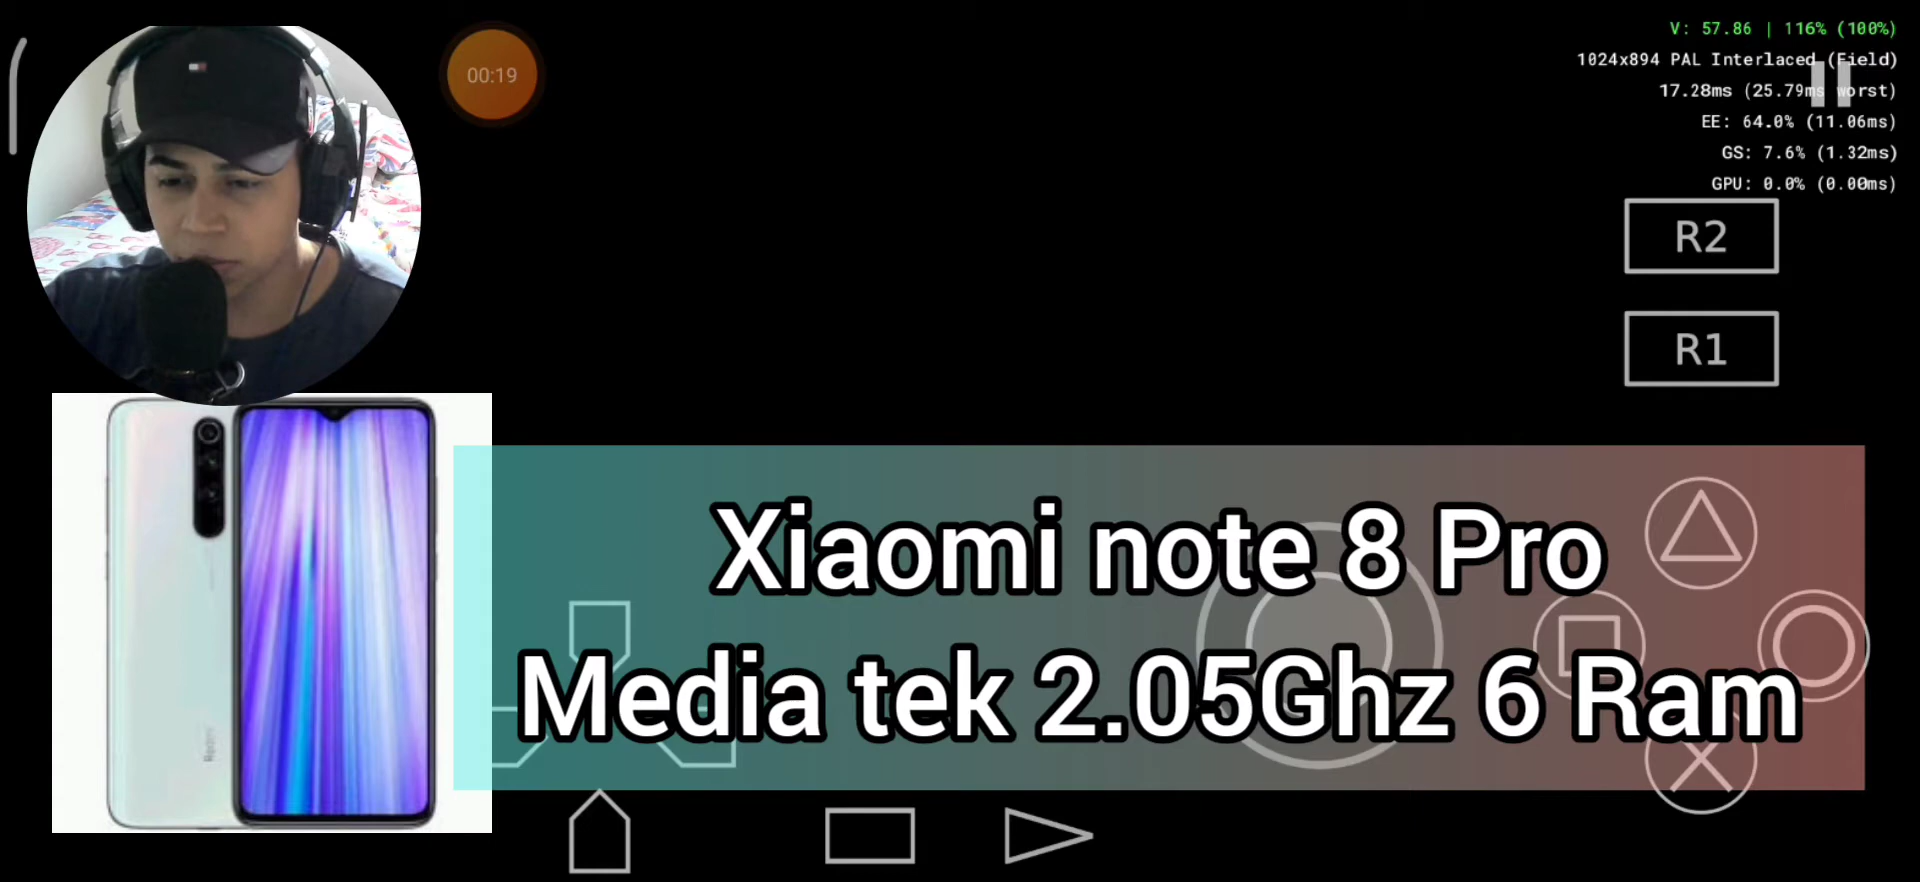 00:19
V: 57.86 | 116% (100%)
1024x894 PAL Interlaced (Field)
17.28ms (25.79ms worst)
EE: 64.0% (11.06ms)
GS: 7.6% (1.32ms)
GPU: 0.0% (0.00ms)
R2
R1
Xiaomi note 8 Pro
Media tek 2.05Ghz 6 Ram
Redmi